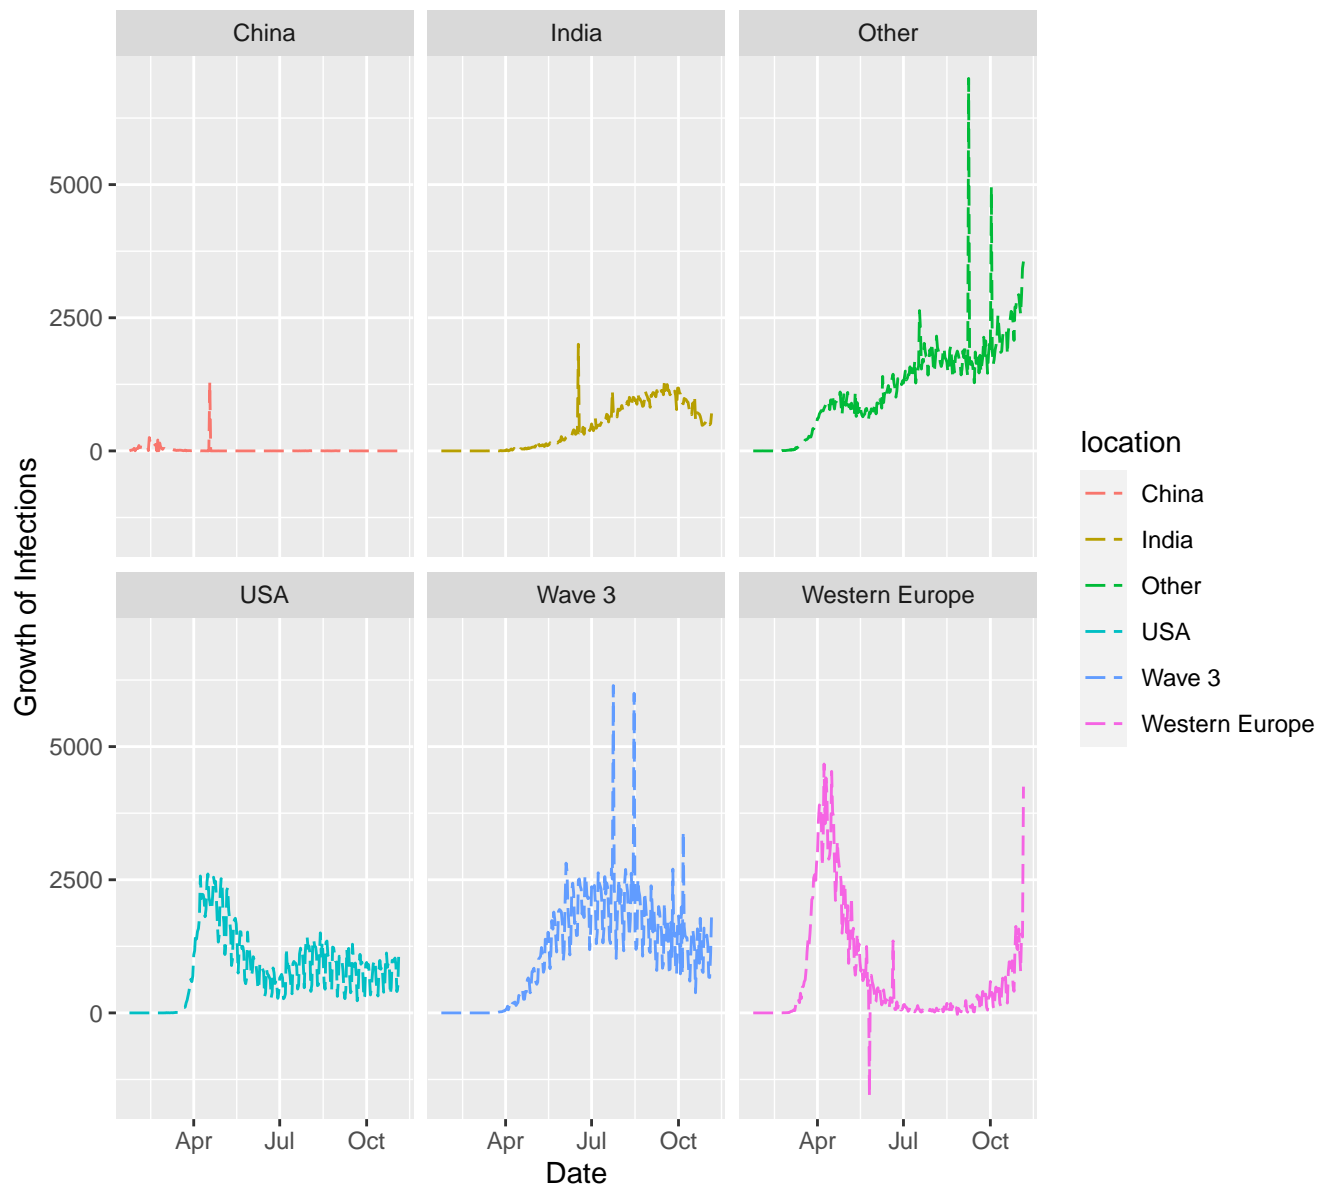 China India Other
5000
2500
0
Growth of Infections
USA Wave 3 Western Europe
5000
2500
0
Apr Jul Oct Apr Jul Oct Apr Jul Oct
Date
location
China
India
Other
USA
Wave 3
Western Europe